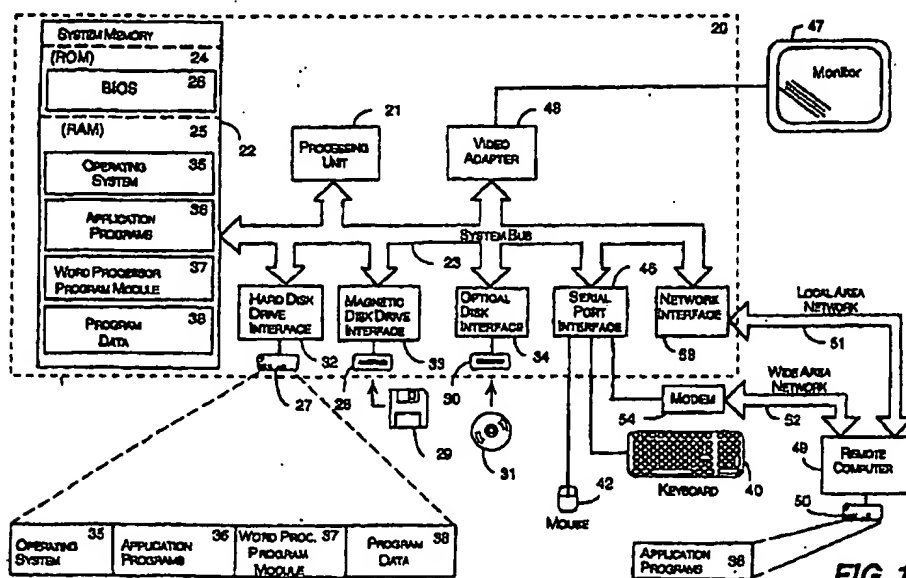 SYSTEM MEMORY
(ROM) 24
BIOS 26
(RAM) 25
22
OPERATING SYSTEM 35
APPLICATION PROGRAMS 36
WORD PROCESSOR PROGRAM MODULE 37
PROGRAM DATA 38
20
21
PROCESSING UNIT
48
VIDEO ADAPTER
47
Monitor
SYSTEM BUS
23
HARD DISK DRIVE INTERFACE
32
MAGNETIC DISK DRIVE INTERFACE
33
OPTICAL DISK INTERFACE
34
46
SERIAL PORT INTERFACE
NETWORK INTERFACE
53
LOCAL AREA NETWORK
51
27
28
29
30
31
WIDE AREA NETWORK
MODEM
54
52
42
MOUSE
KEYBOARD
40
49
REMOTE COMPUTER
50
OPERATING SYSTEM 35
APPLICATION PROGRAMS 36
WORD PROC. PROGRAM MODULE 37
PROGRAM DATA 38
APPLICATION PROGRAMS 36
FIG. 1